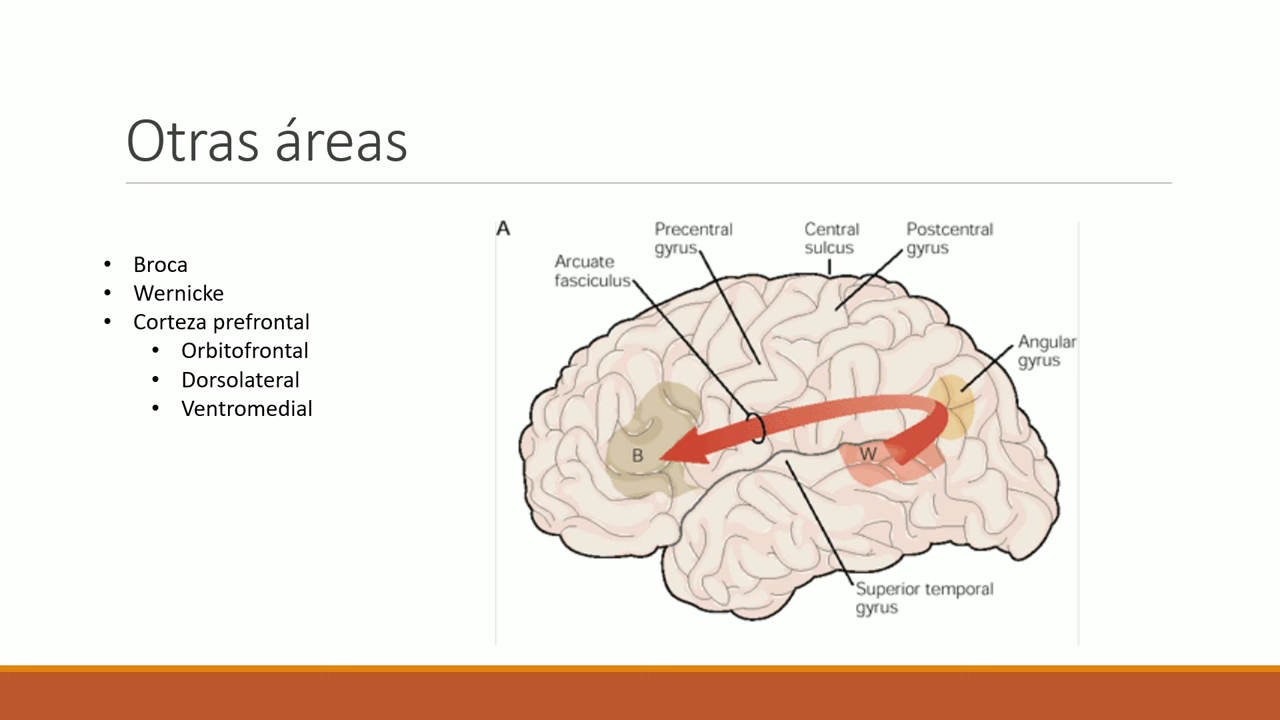 Otras áreas
• Broca
• Wernicke
• Corteza prefrontal
• Orbitofrontal
• Dorsolateral
• Ventromedial
A
Precentral
gyrus
Central
sulcus
Postcentral
gyrus
Arcuate
fasciculus
Angular
gyrus
B
W
Superior temporal
gyrus